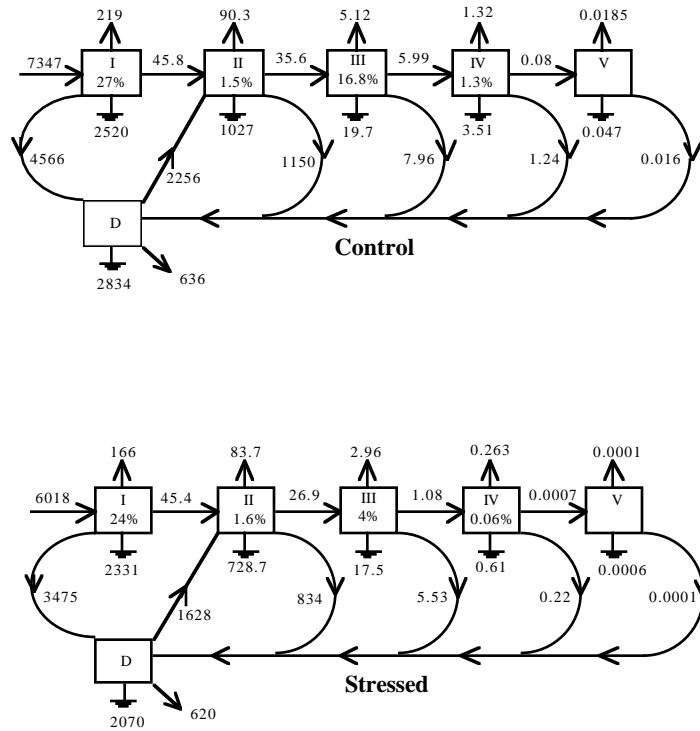 219 90.3 5.12 1.32 0.0185
7347 I 45.8 II 35.6 III 5.99 IV 0.08 V
27% 1.5% 16.8% 1.3%
2520 1027 19.7 3.51 0.047
4566 2256 1150 7.96 1.24 0.016
D
Control
2834 636
166 83.7 2.96 0.263 0.0001
6018 I 45.4 II 26.9 III 1.08 IV 0.0007 V
24% 1.6% 4% 0.06%
2331 728.7 17.5 0.61 0.0006
3475 1628 834 5.53 0.22 0.0001
D
Stressed
2070 620